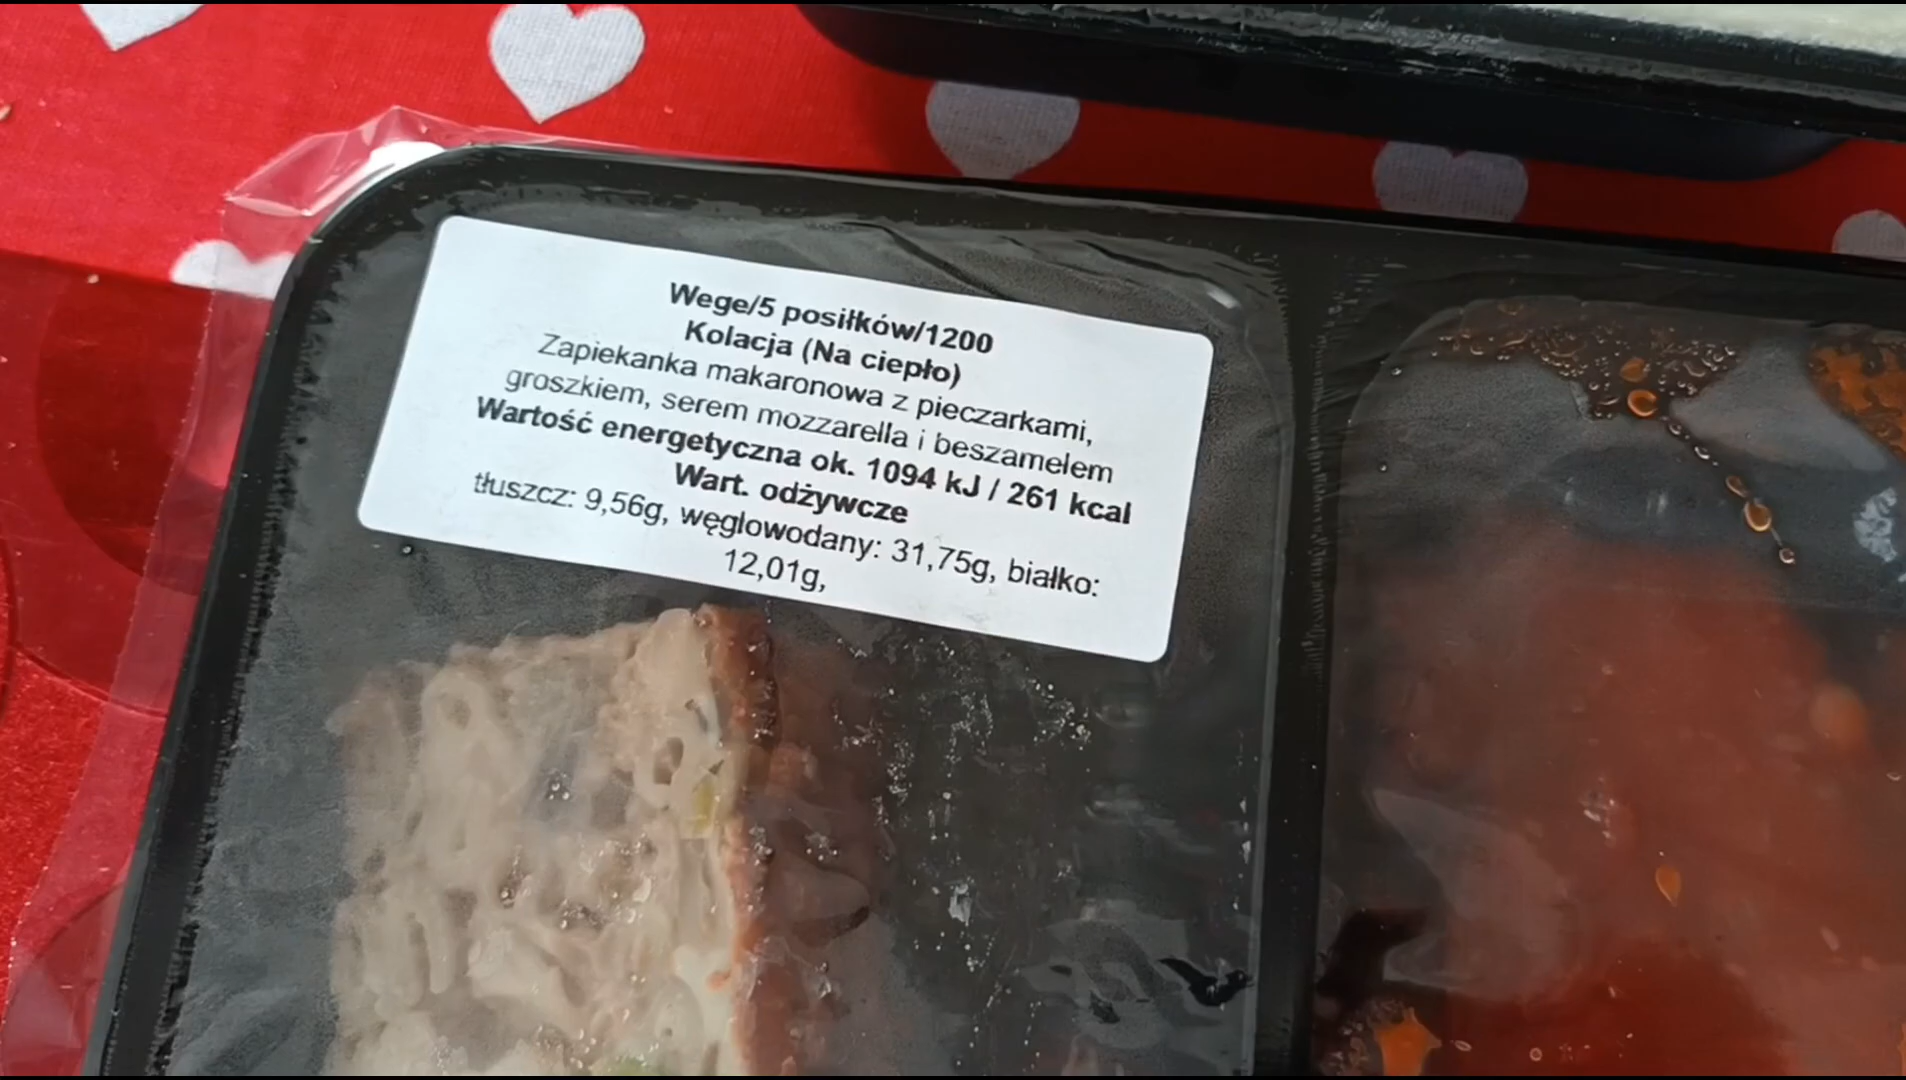 Wege/5 posiłków/1200
Kolacja (Na ciepło)
Zapiekanka makaronowa z pieczarkami,
groszkiem, serem mozzarella i beszamelem
Wartość energetyczna ok. 1094 kJ / 261 kcal
Wart. odżywcze
tłuszcz: 9,56g, węglowodany: 31,75g, białko:
12,01g,